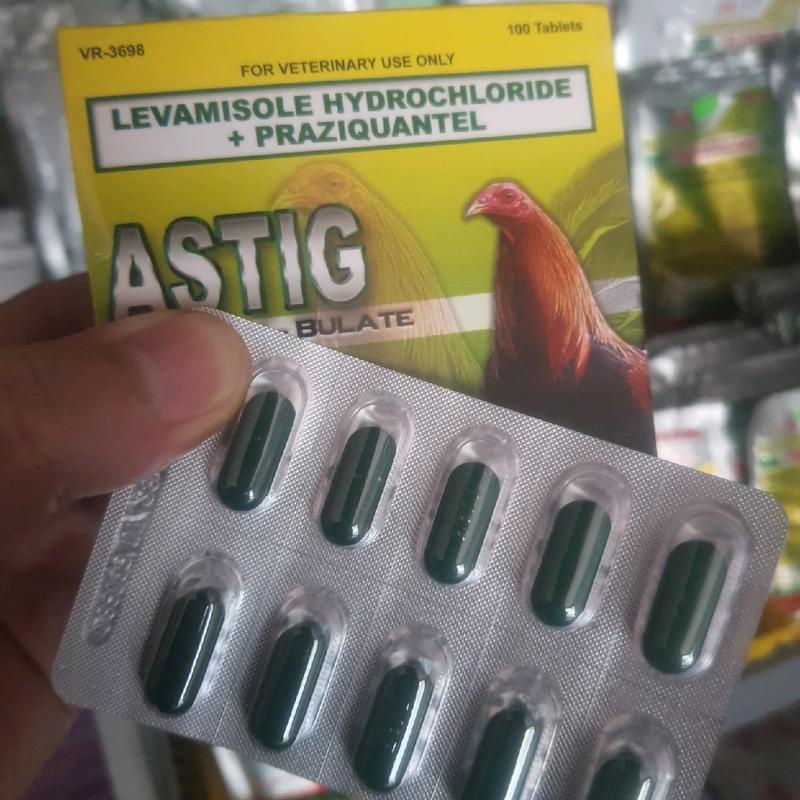 VR-3698
100 Tablets
FOR VETERINARY USE ONLY
LEVAMISOLE HYDROCHLORIDE
+ PRAZIQUANTEL
ASTIG
BULATE